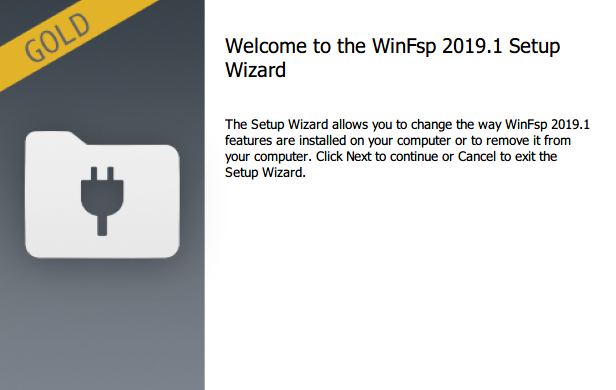 GOLD
Welcome to the WinFsp 2019.1 Setup
Wizard
The Setup Wizard allows you to change the way WinFsp 2019.1
features are installed on your computer or to remove it from
your computer. Click Next to continue or Cancel to exit the
Setup Wizard.